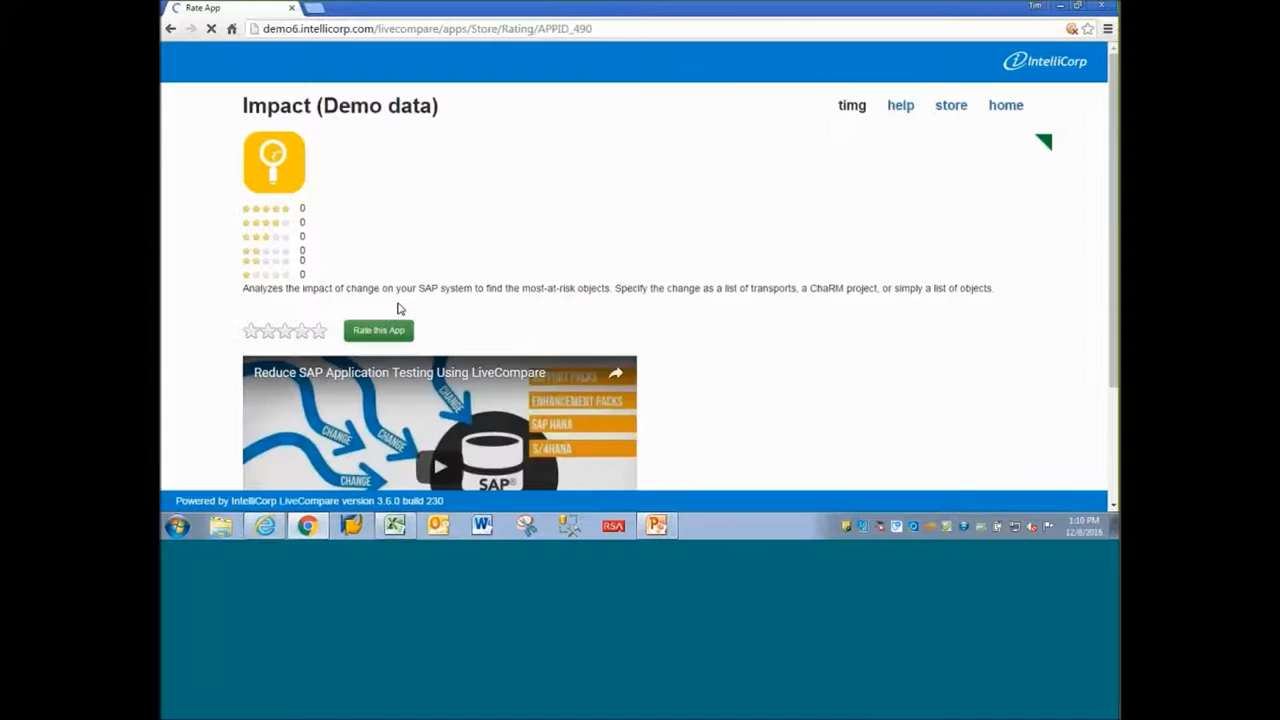 Rate App
Tim
demo6.intellicorp.com/livecompare/apps/Store/Rating/APPID_490
IntelliCorp
Impact (Demo data)
timg help store home
0
0
0
0
0
0
Analyzes the impact of change on your SAP system to find the most-at-risk objects. Specify the change as a list of transports, a ChaRM project, or simply a list of objects.
Rate this App
Reduce SAP Application Testing Using LiveCompare
SUPPORT PACKS
ENHANCEMENT PACKS
SAP HANA
S/4HANA
CHANGE
CHANGE
CHANGE
CHANGE
SAP®
Powered by IntelliCorp LiveCompare version 3.6.0 build 230
RSA
1:10 PM
12/8/2016